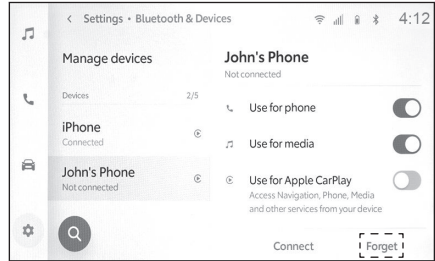 < Settings • Bluetooth & Devices
4:12
Manage devices
Devices 2/5
iPhone
Connected
John's Phone
Not connected
John's Phone
Not connected
Use for phone
Use for media
Use for Apple CarPlay
Access Navigation, Phone, Media
and other services from your device
Connect
Forget